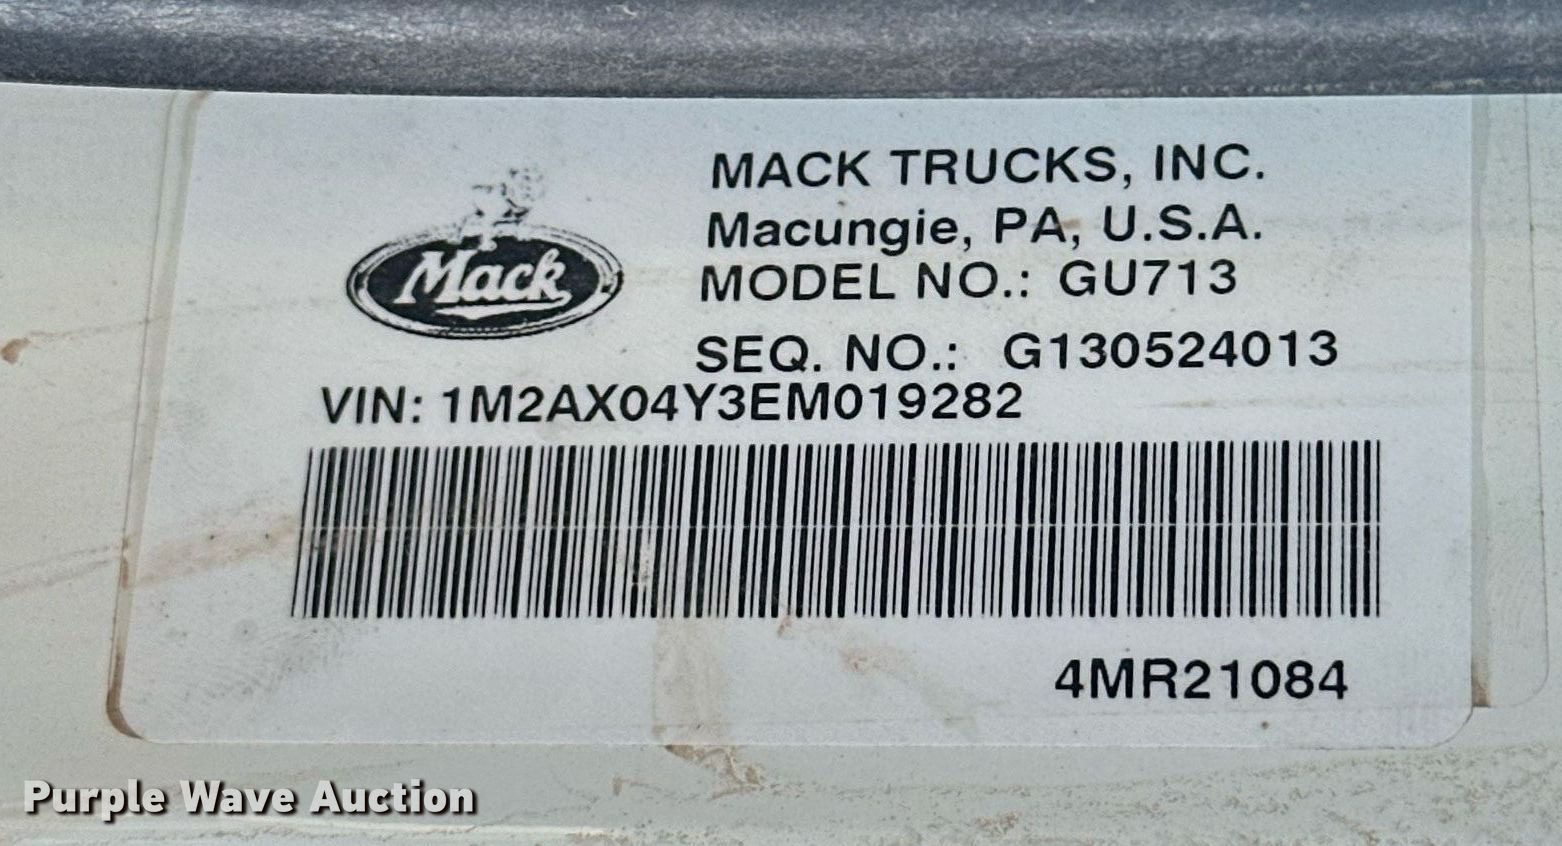 MACK TRUCKS, INC.
Macungie, PA, U.S.A.
Mack
MODEL NO.: GU713
SEQ. NO.: G130524013
VIN: 1M2AX04Y3EM019282
4MR21084
Purple Wave Auction